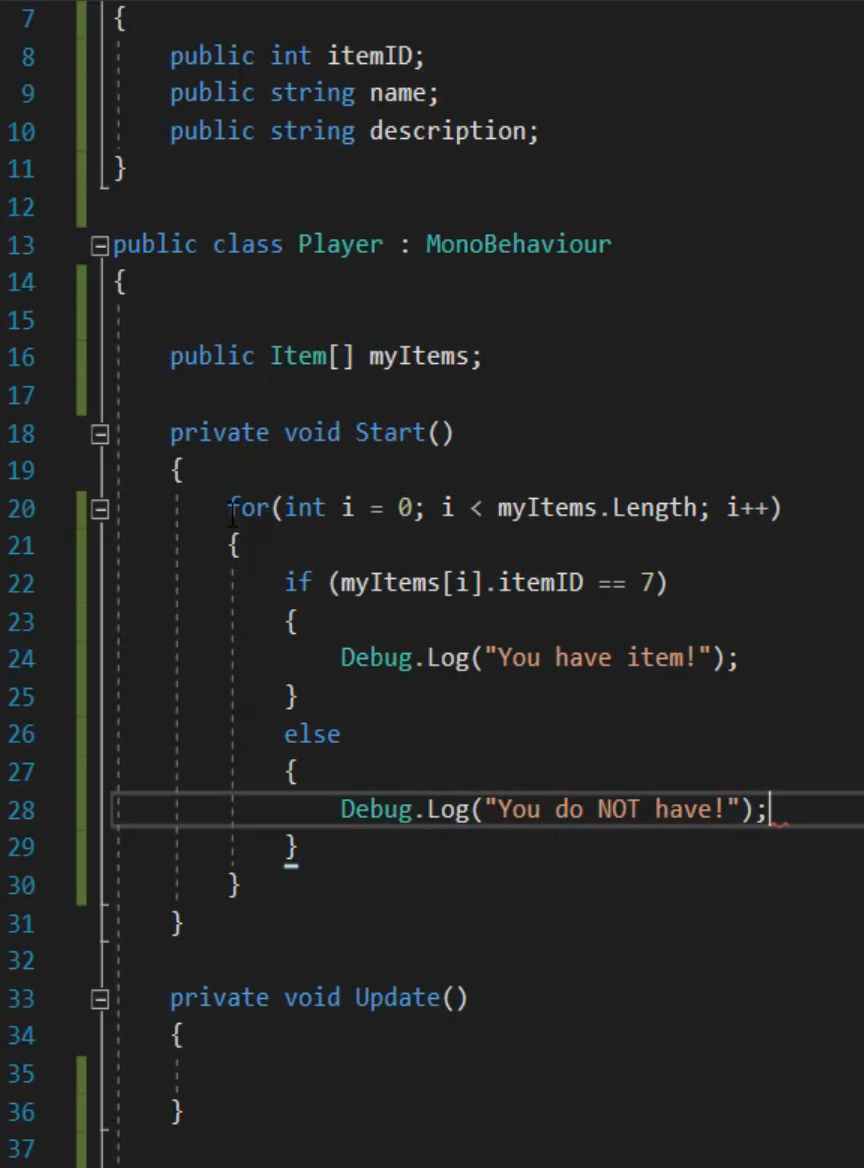 7 {
8 public int itemID;
9 public string name;
10 public string description;
11 }
12
13 public class Player : MonoBehaviour
14 {
15
16 public Item[] myItems;
17
18 private void Start()
19 {
20 for(int i = 0; i < myItems.Length; i++)
21 {
22 if (myItems[i].itemID == 7)
23 {
24 Debug.Log("You have item!");
25 }
26 else
27 {
28 Debug.Log("You do NOT have!");
29 }
30 }
31 }
32
33 private void Update()
34 {
35
36 }
37